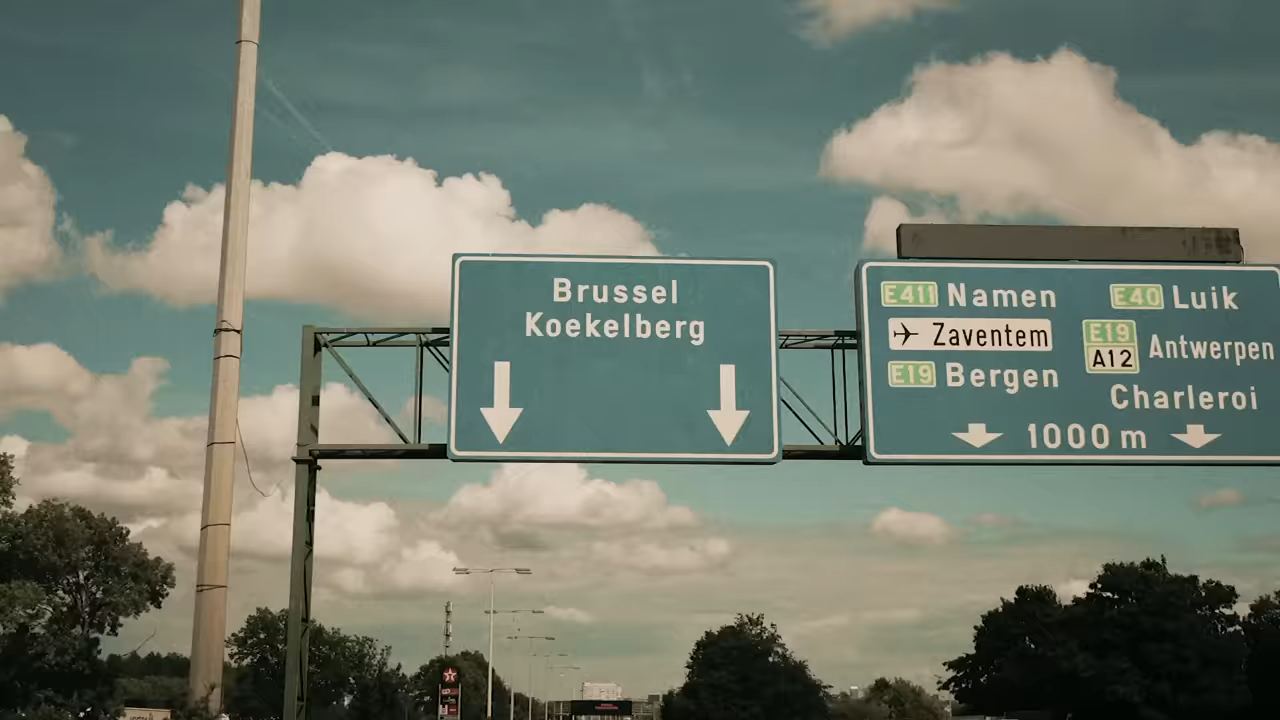 Brussel
Koekelberg
E411 Namen
E40 Luik
Zaventem
E19
A12 Antwerpen
E19 Bergen
Charleroi
1000 m